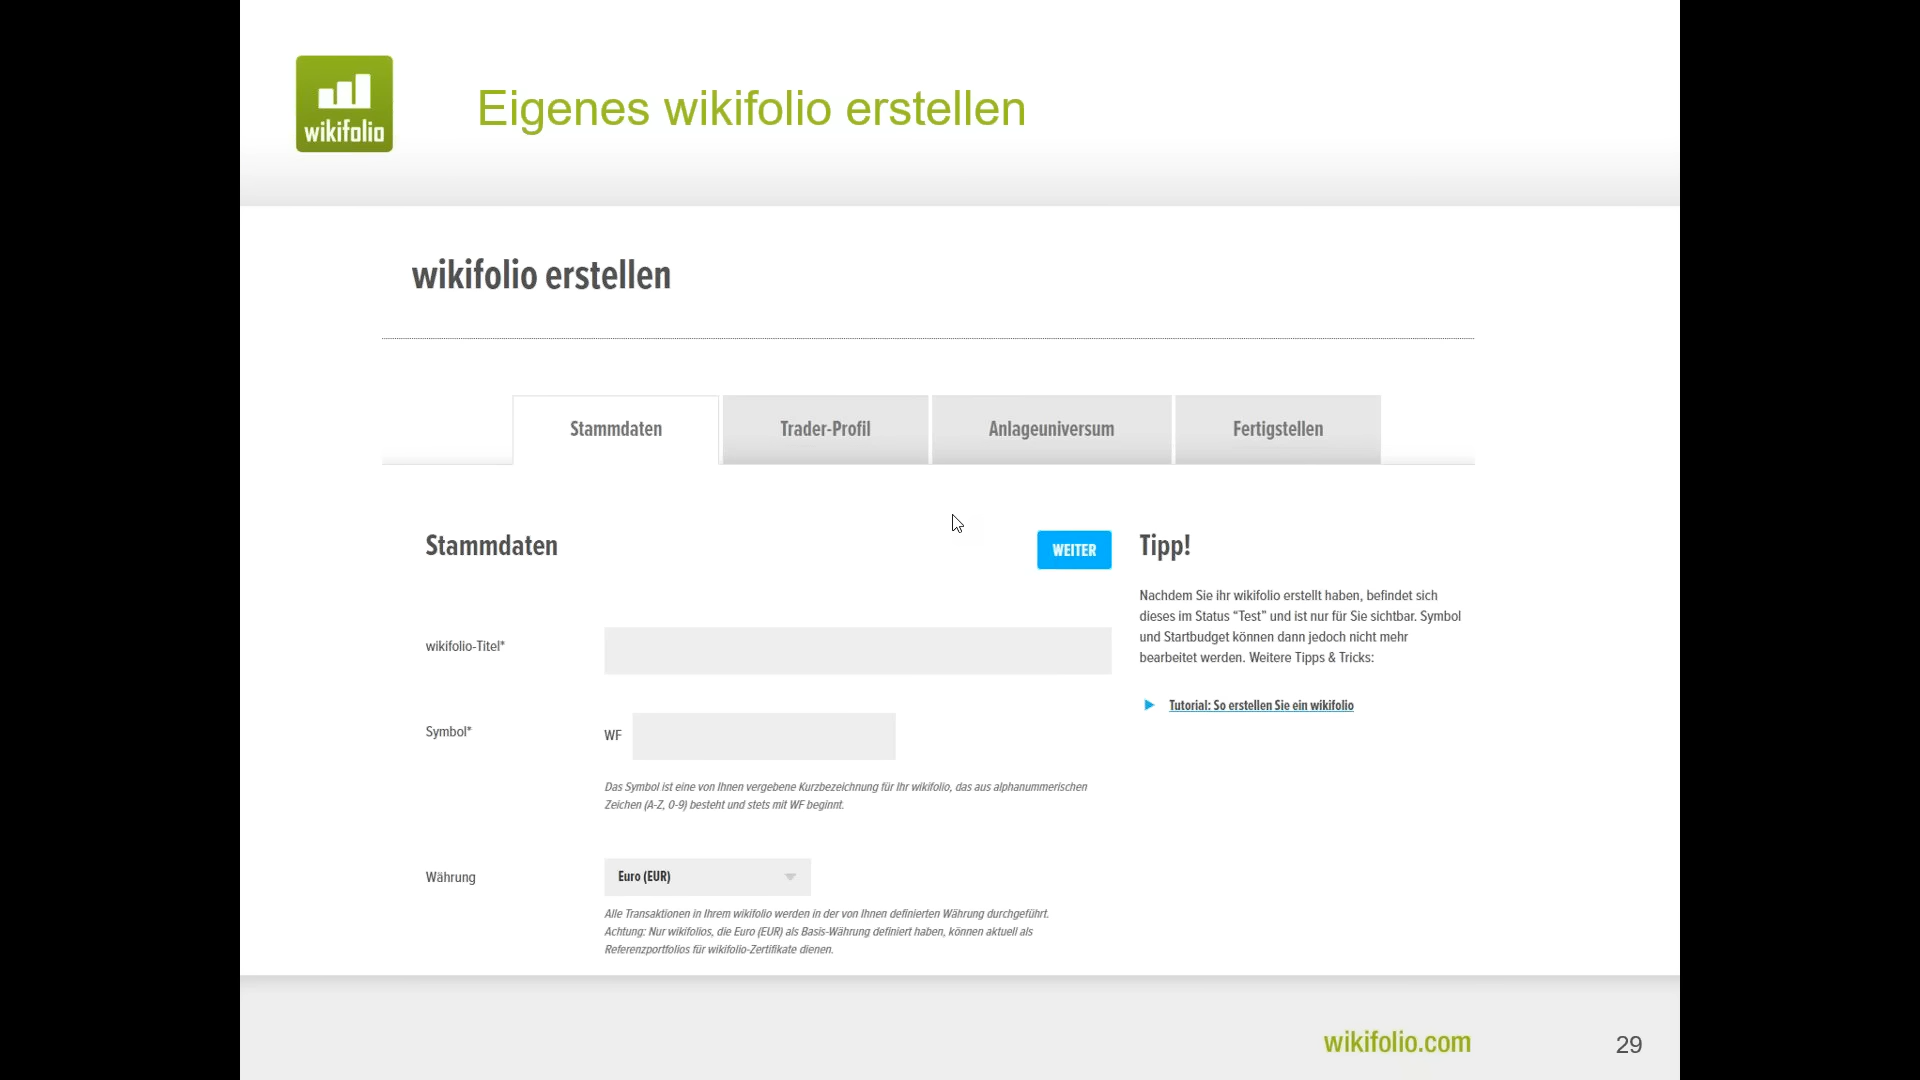 wikifolio
Eigenes wikifolio erstellen
wikifolio erstellen
Stammdaten
Trader-Profil
Anlageuniversum
Fertigstellen
Stammdaten
WEITER
Tipp!
Nachdem Sie ihr wikifolio erstellt haben, befindet sich
dieses im Status “Test” und ist nur für Sie sichtbar. Symbol
und Startbudget können dann jedoch nicht mehr
bearbeitet werden. Weitere Tipps & Tricks:
Tutorial: So erstellen Sie ein wikifolio
wikifolio-Titel*
Symbol*
WF
Das Symbol ist eine von Ihnen vergebene Kurzbezeichnung für Ihr wikifolio, das aus alphanummerischen
Zeichen (A-Z, 0-9) besteht und stets mit WF beginnt.
Währung
Euro (EUR)
Alle Transaktionen in Ihrem wikifolio werden in der von Ihnen definierten Währung durchgeführt.
Achtung: Nur wikifolios, die Euro (EUR) als Basis-Währung definiert haben, können aktuell als
Referenzportfolios für wikifolio-Zertifikate dienen.
wikifolio.com
29